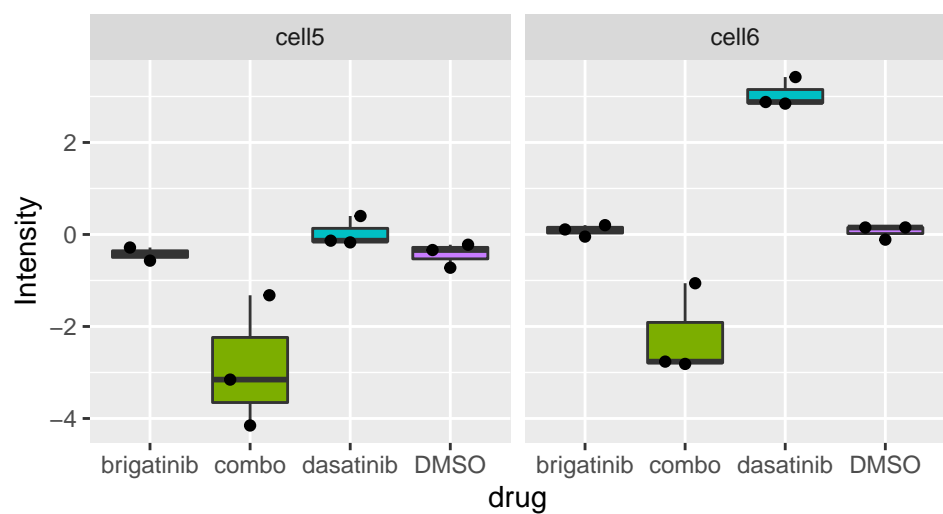 cell5 cell6
Intensity
2
0
−2
−4
brigatinib combo dasatinib DMSO brigatinib combo dasatinib DMSO
drug